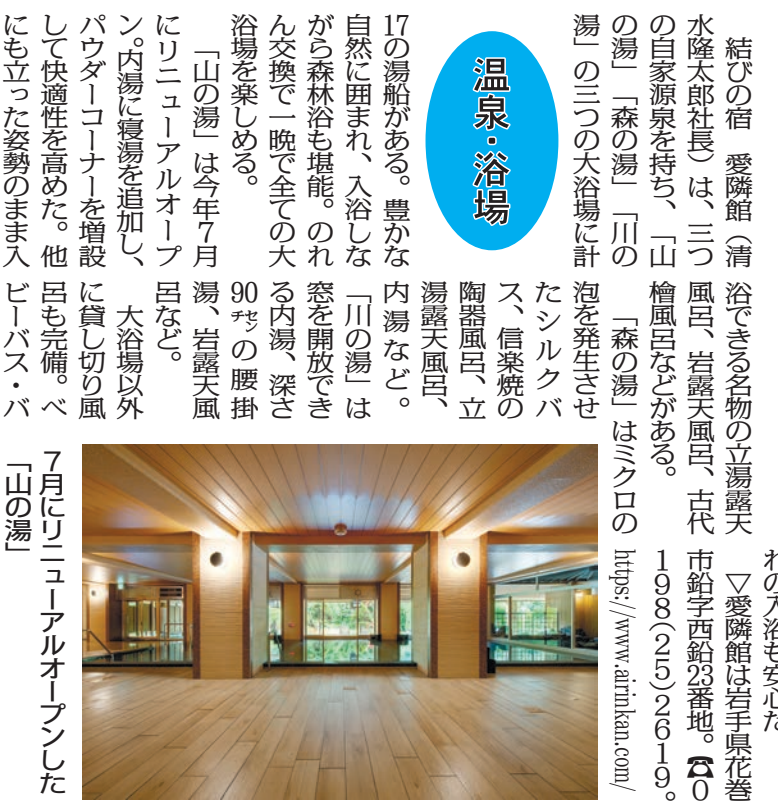 温泉・浴場
結びの宿　愛隣館（清
水隆太郎社長）は、三つ
の自家源泉を持ち、「山
の湯」「森の湯」「川の
湯」の三つの大浴場に計
17の湯船がある。豊かな
自然に囲まれ、入浴しな
がら森林浴も堪能。のれ
ん交換で一晩で全ての大
浴場を楽しめる。
「山の湯」は今年７月
にリニューアルオープ
ン。内湯に寝湯を追加し、
パウダーコーナーを増設
して快適性を高めた。他
にも立った姿勢のまま入
浴できる名物の立湯露天
風呂、岩露天風呂、古代
檜風呂などがある。
「森の湯」はミクロの
泡を発生させ
たシルクバ
ス、信楽焼の
陶器風呂、立
湯露天風呂、
内湯など。
「川の湯」は
窓を開放でき
る内湯、深さ
90㌢の腰掛
湯、岩露天風
呂など。
大浴場以外
に貸し切り風
呂も完備。ベ
ビーバス・バ
れの入浴も安心だ
▽愛隣館は岩手県花巻
市鉛字西鉛23番地。☎０
１９８（２５）２６１９。
https://www.airinkan.com/
７月にリニューアルオープンした
「山の湯」